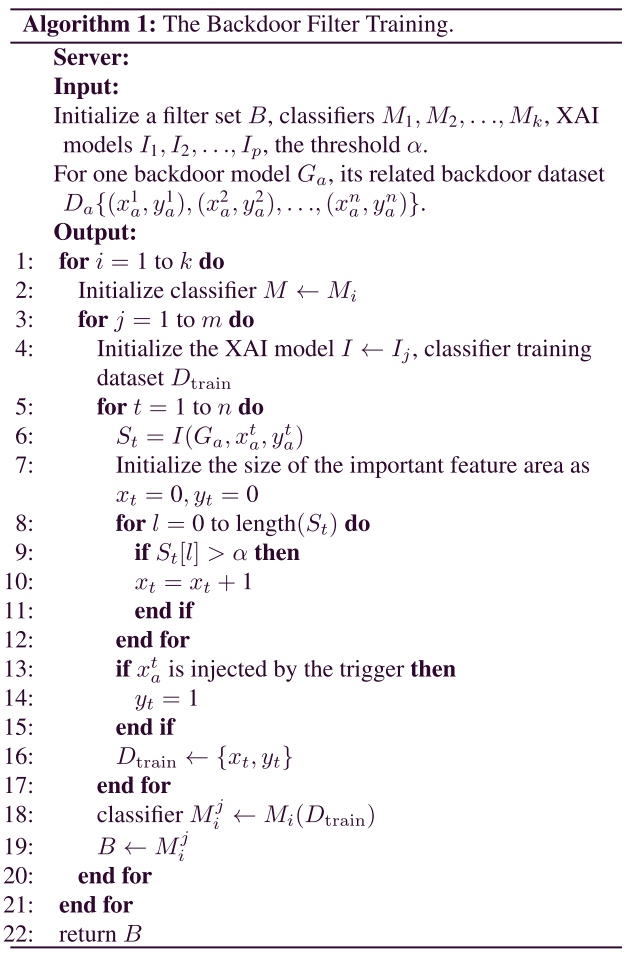 Algorithm 1: The Backdoor Filter Training.
Server:
Input:
Initialize a filter set $B$, classifiers $M_1, M_2, \ldots, M_k$, XAI
models $I_1, I_2, \ldots, I_p$, the threshold $\alpha$.
For one backdoor model $G_a$, its related backdoor dataset
$D_a\{(x_a^1, y_a^1), (x_a^2, y_a^2), \ldots, (x_a^n, y_a^n)\}$.
Output:
1: for $i = 1$ to $k$ do
2: Initialize classifier $M \leftarrow M_i$
3: for $j = 1$ to $m$ do
4: Initialize the XAI model $I \leftarrow I_j$, classifier training
dataset $D_{\text{train}}$
5: for $t = 1$ to $n$ do
6: $S_t = I(G_a, x_a^t, y_a^t)$
7: Initialize the size of the important feature area as
$x_t = 0, y_t = 0$
8: for $l = 0$ to length$(S_t)$ do
9: if $S_t[l] > \alpha$ then
10: $x_t = x_t + 1$
11: end if
12: end for
13: if $x_a^t$ is injected by the trigger then
14: $y_t = 1$
15: end if
16: $D_{\text{train}} \leftarrow \{x_t, y_t\}$
17: end for
18: classifier $M_i^j \leftarrow M_i(D_{\text{train}})$
19: $B \leftarrow M_i^j$
20: end for
21: end for
22: return $B$